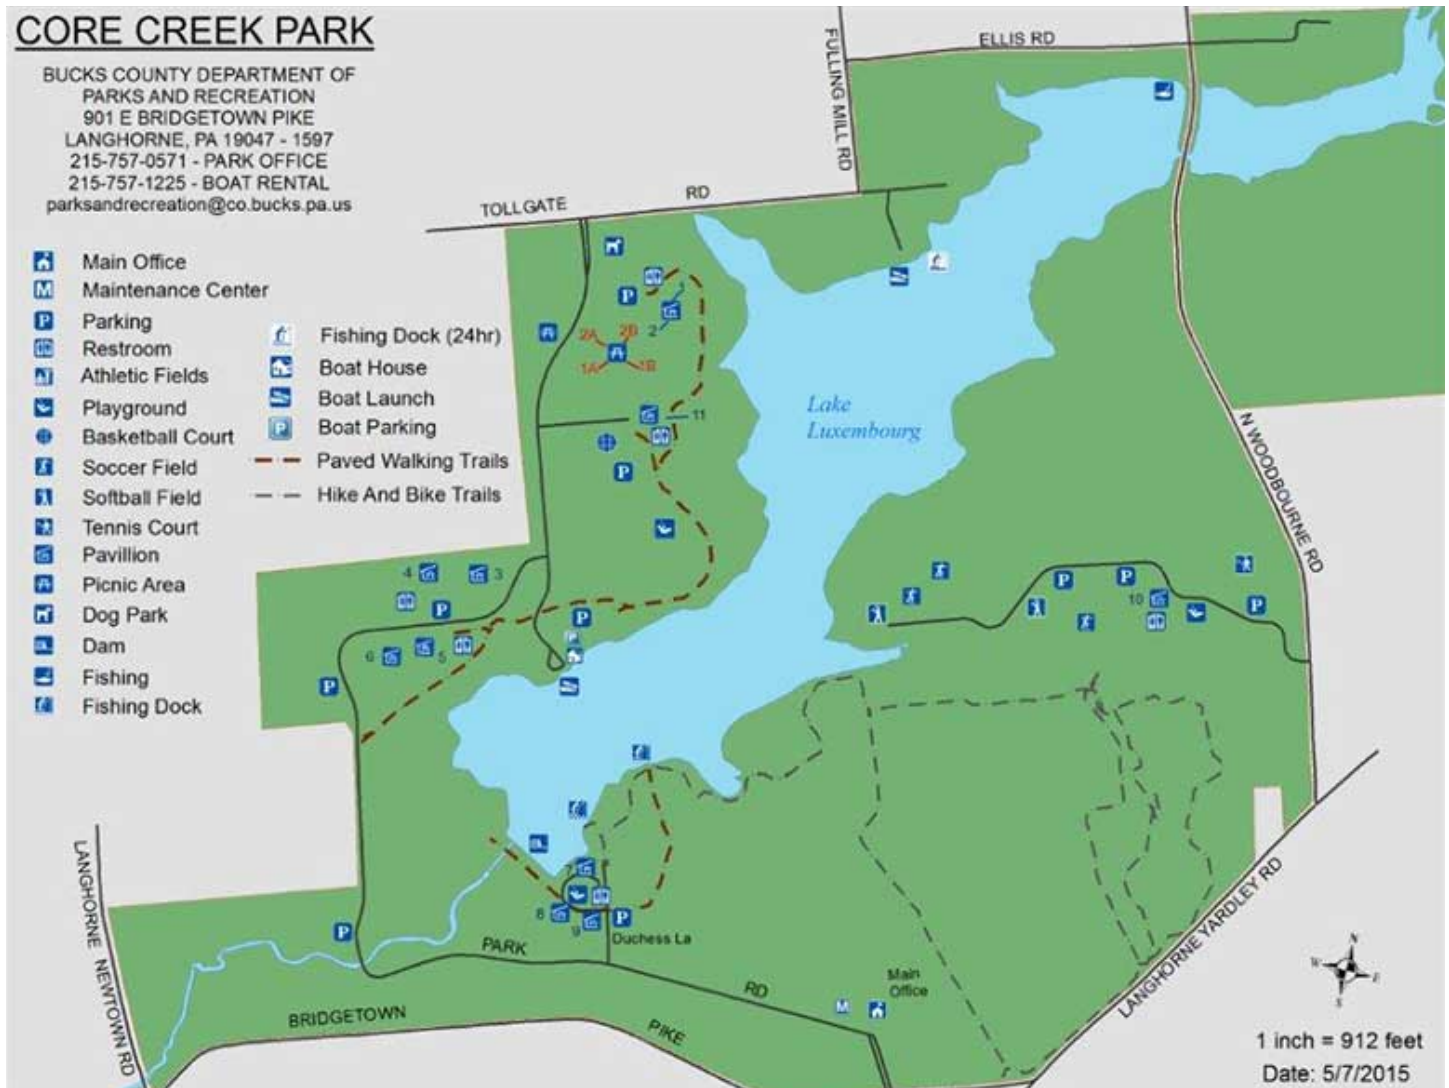 CORE CREEK PARK
BUCKS COUNTY DEPARTMENT OF
PARKS AND RECREATION
901 E BRIDGETOWN PIKE
LANGHORNE, PA 19047 - 1597
215-757-0571 - PARK OFFICE
215-757-1225 - BOAT RENTAL
parksandrecreation@co.bucks.pa.us
Main Office
M Maintenance Center
P Parking
Restroom
Athletic Fields
Playground
Basketball Court
Soccer Field
Softball Field
Tennis Court
Pavillion
Picnic Area
Dog Park
Dam
Fishing
Fishing Dock
Fishing Dock (24hr)
Boat House
Boat Launch
P Boat Parking
Paved Walking Trails
Hike And Bike Trails
ELLIS RD
FULLING MILL RD
TOLLGATE RD
P
1
2
2A 2B
1A 1B
11
P
Lake
Luxembourg
N WOODBOURNE RD
4 3
P
6 5
P
P
P
P P
10
P
7
8
9
P
Duchess La
P
PARK RD
BRIDGETOWN PIKE
LANGHORNE NEWTOWN RD
LANGHORNE YARDLEY RD
Main
Office
M
N
W E
S
1 inch = 912 feet
Date: 5/7/2015